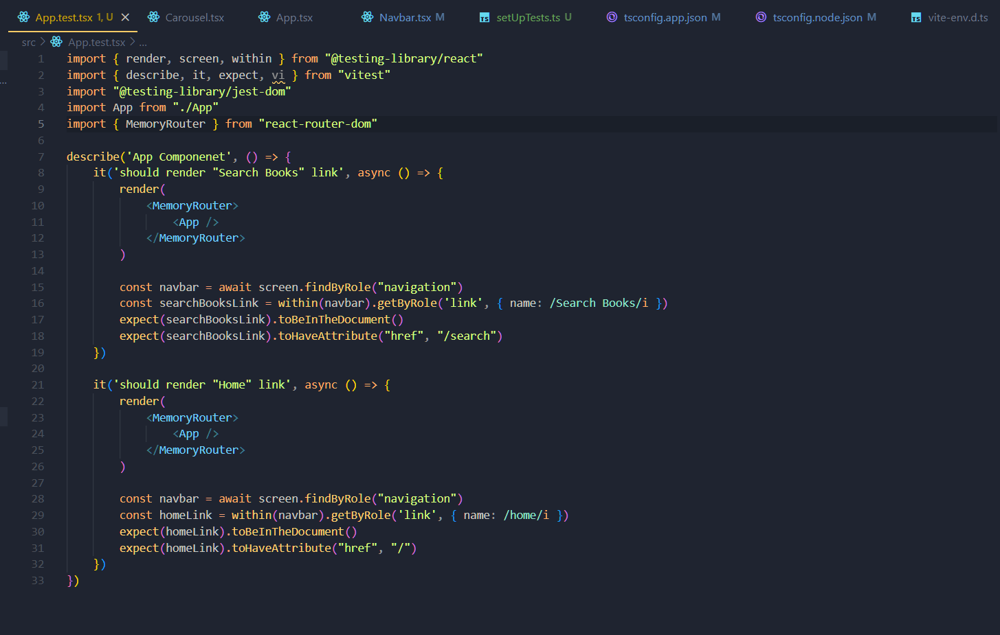 App.test.tsx 1, U Carousel.tsx App.tsx Navbar.tsx M TS setUpTests.ts U tsconfig.app.json M tsconfig.node.json M TS vite-env.d.ts
src > App.test.tsx > ...
1 import { render, screen, within } from "@testing-library/react"
2 import { describe, it, expect, vi } from "vitest"
3 import "@testing-library/jest-dom"
4 import App from "./App"
5 import { MemoryRouter } from "react-router-dom"
6
7 describe('App Componenet', () => {
8     it('should render "Search Books" link', async () => {
9         render(
10             <MemoryRouter>
11                 <App />
12             </MemoryRouter>
13         )
14
15         const navbar = await screen.findByRole("navigation")
16         const searchBooksLink = within(navbar).getByRole('link', { name: /Search Books/i })
17         expect(searchBooksLink).toBeInTheDocument()
18         expect(searchBooksLink).toHaveAttribute("href", "/search")
19     })
20
21     it('should render "Home" link', async () => {
22         render(
23             <MemoryRouter>
24                 <App />
25             </MemoryRouter>
26         )
27
28         const navbar = await screen.findByRole("navigation")
29         const homeLink = within(navbar).getByRole('link', { name: /home/i })
30         expect(homeLink).toBeInTheDocument()
31         expect(homeLink).toHaveAttribute("href", "/")
32     })
33 })